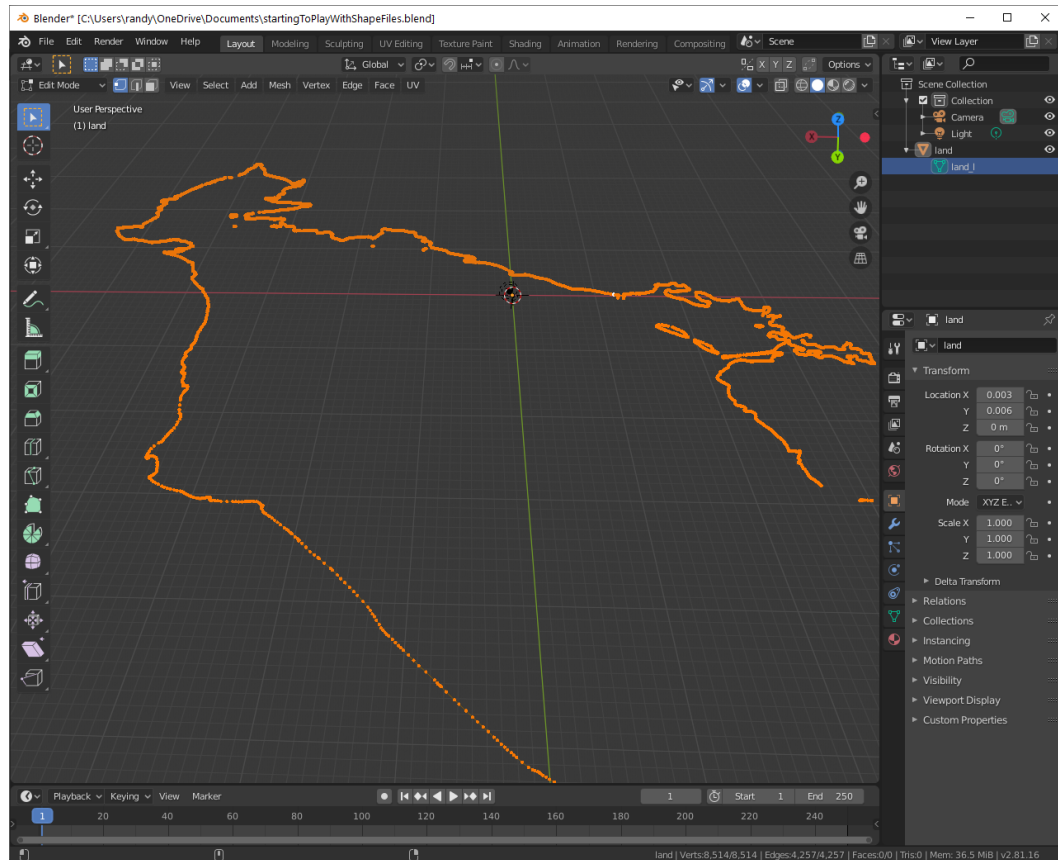 Blender* [C:\Users\randy\OneDrive\Documents\startingToPlayWithShapeFiles.blend]
File Edit Render Window Help Layout Modeling Sculpting UV Editing Texture Paint Shading Animation Rendering Compositing Scene View Layer
Global X Y Z Options
Edit Mode View Select Add Mesh Vertex Edge Face UV
User Perspective
(1) land
Z
X
Y
Scene Collection
Collection
Camera
Light
land
land_l
land
land
Transform
Location X 0.003
Y 0.006
Z 0 m
Rotation X 0°
Y 0°
Z 0°
Mode XYZ E..
Scale X 1.000
Y 1.000
Z 1.000
Delta Transform
Relations
Collections
Instancing
Motion Paths
Visibility
Viewport Display
Custom Properties
Playback Keying View Marker 1 Start 1 End 250
1 20 40 60 80 100 120 140 160 180 200 220 240
land | Verts:8,514/8,514 | Edges:4,257/4,257 | Faces:0/0 | Tris:0 | Mem: 36.5 MiB | v2.81.16